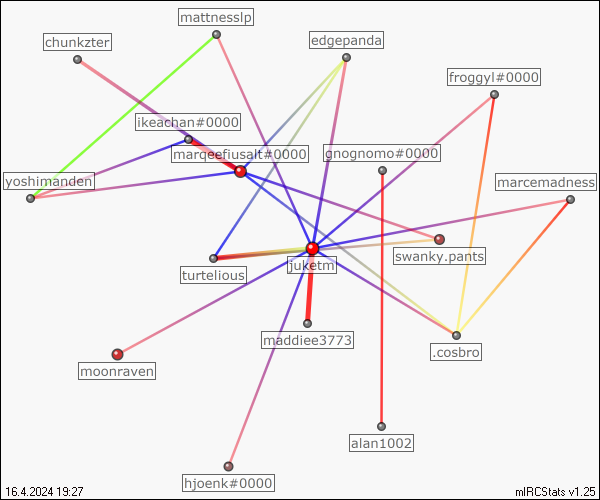 mattnesslp
chunkzter
edgepanda
froggyl#0000
ikeachan#0000
marqeefiusalt#0000
gnognomo#0000
yoshimanden
marcemadness
swanky.pants
juketm
turtelious
maddiee3773
.cosbro
moonraven
alan1002
hjoenk#0000
16.4.2024 19:27
mIRCStats v1.25